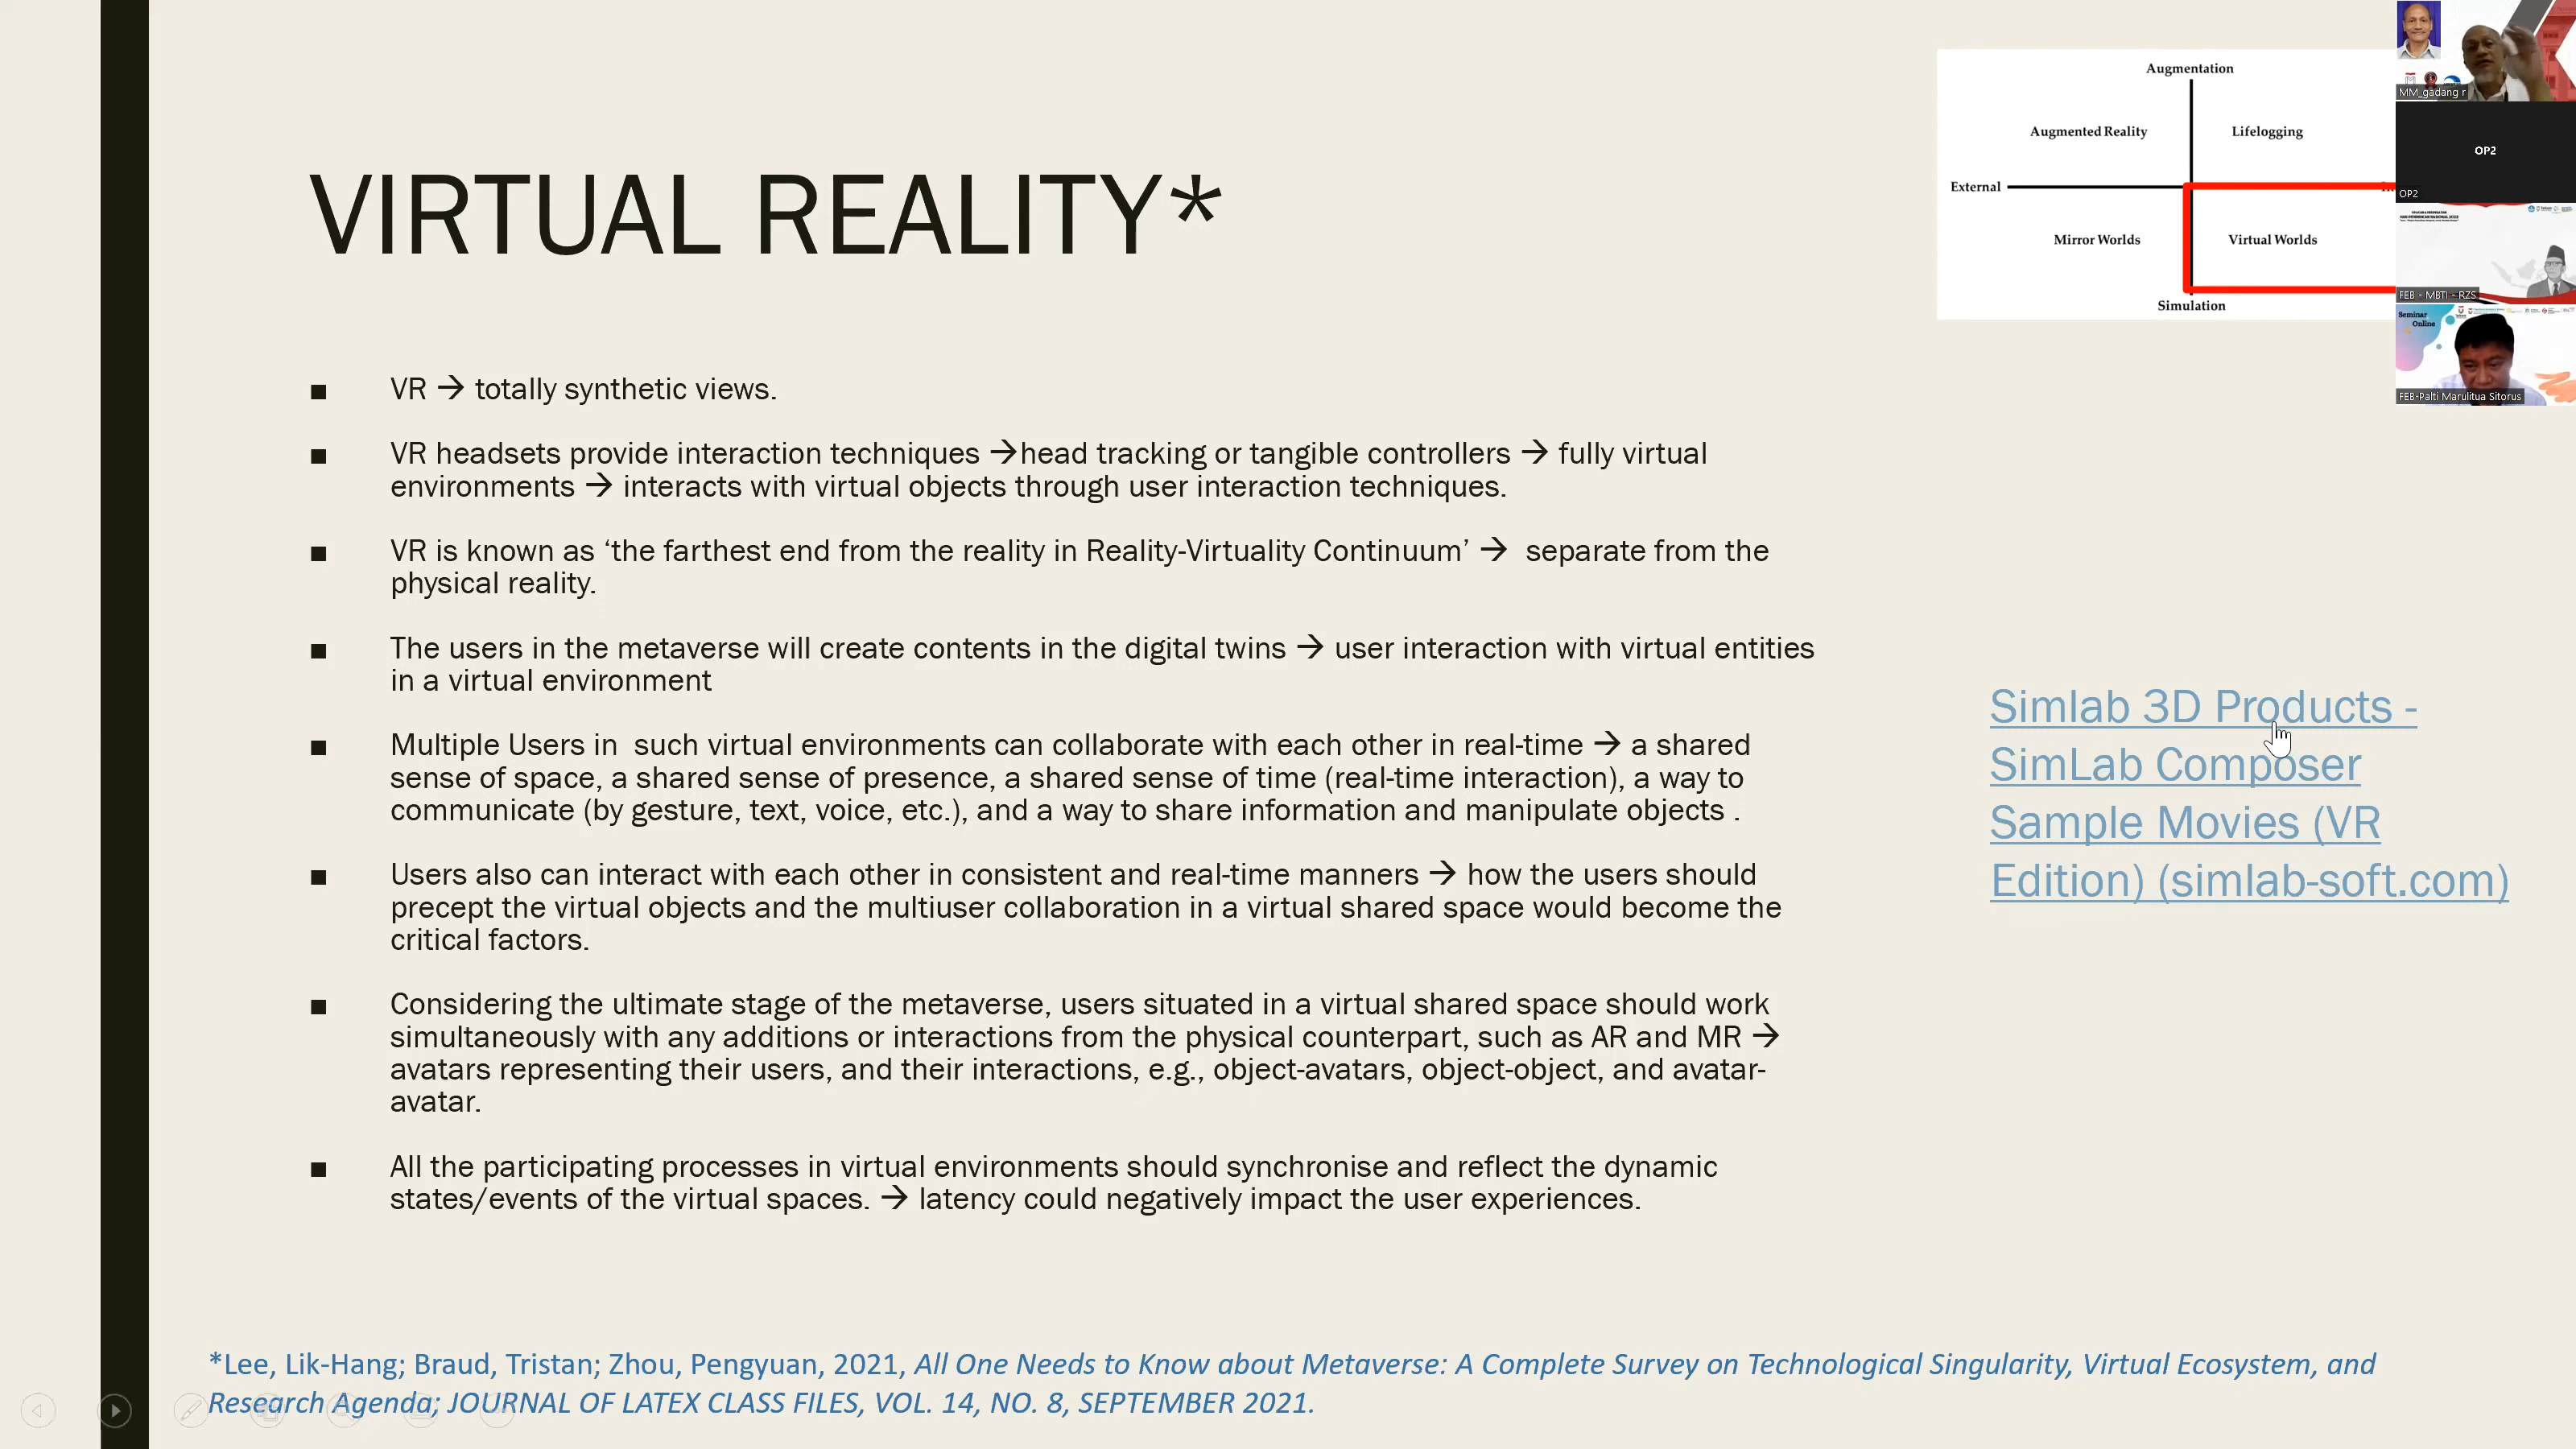 VIRTUAL REALITY*
Augmentation
Augmented Reality
Lifelogging
External
Mirror Worlds
Virtual Worlds
Simulation
■ VR → totally synthetic views.
■ VR headsets provide interaction techniques →head tracking or tangible controllers → fully virtual
environments → interacts with virtual objects through user interaction techniques.
■ VR is known as ‘the farthest end from the reality in Reality-Virtuality Continuum’ → separate from the
physical reality.
■ The users in the metaverse will create contents in the digital twins → user interaction with virtual entities
in a virtual environment
■ Multiple Users in such virtual environments can collaborate with each other in real-time → a shared
sense of space, a shared sense of presence, a shared sense of time (real-time interaction), a way to
communicate (by gesture, text, voice, etc.), and a way to share information and manipulate objects .
■ Users also can interact with each other in consistent and real-time manners → how the users should
precept the virtual objects and the multiuser collaboration in a virtual shared space would become the
critical factors.
■ Considering the ultimate stage of the metaverse, users situated in a virtual shared space should work
simultaneously with any additions or interactions from the physical counterpart, such as AR and MR →
avatars representing their users, and their interactions, e.g., object-avatars, object-object, and avatar-
avatar.
■ All the participating processes in virtual environments should synchronise and reflect the dynamic
states/events of the virtual spaces. → latency could negatively impact the user experiences.
Simlab 3D Products -
SimLab Composer
Sample Movies (VR
Edition) (simlab-soft.com)
*Lee, Lik-Hang; Braud, Tristan; Zhou, Pengyuan, 2021, All One Needs to Know about Metaverse: A Complete Survey on Technological Singularity, Virtual Ecosystem, and
Research Agenda; JOURNAL OF LATEX CLASS FILES, VOL. 14, NO. 8, SEPTEMBER 2021.
MM_gadang r
OP2
OP2
FEB - MBTI - RZS
Seminar
Online
FEB-Palti Marulitua Sitorus